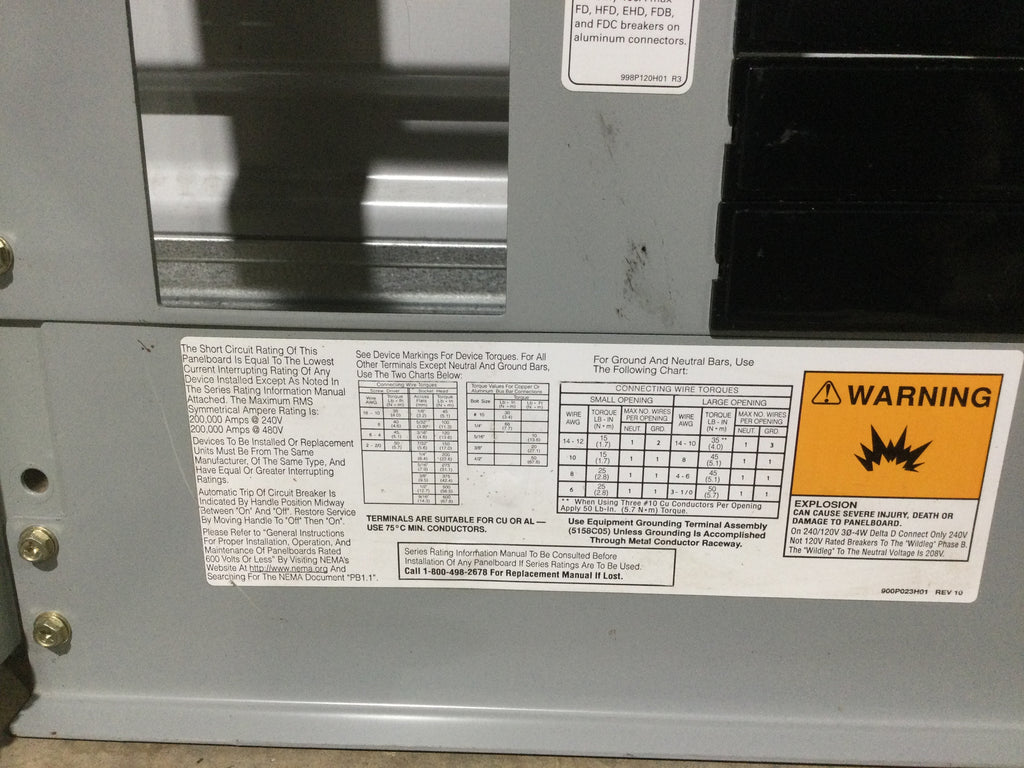 FD, HFD, EHD, FDB,
and FDC breakers on
aluminum connectors.
998P120H01 R3
The Short Circuit Rating Of This
Panelboard Is Equal To The Lowest
Current Interrupting Rating Of Any
Device Installed Except As Noted In
The Series Rating Information Manual
Attached. The Maximum RMS
Symmetrical Ampere Rating Is:
200,000 Amps @ 240V
200,000 Amps @ 480V
Devices To Be Installed Or Replacement
Units Must Be From The Same
Manufacturer, Of The Same Type, And
Have Equal Or Greater Interrupting
Ratings.
Automatic Trip Of Circuit Breaker Is
Indicated By Handle Position Midway
Between "On" And "Off". Restore Service
By Moving Handle To "Off" Then "On".
Please Refer to "General Instructions
For Proper Installation, Operation, And
Maintenance Of Panelboards Rated
600 Volts Or Less" By Visiting NEMA's
Website At http://www.nema.org And
Searching For The NEMA Document "PB1.1".
See Device Markings For Device Torques. For All
Other Terminals Except Neutral And Ground Bars,
Use The Two Charts Below:
Connecting Wire Torques
Screw Driver Socket Head
Torque Values For Copper Or
Aluminum Bus Bar Connections
Bolt Size
TERMINALS ARE SUITABLE FOR CU OR AL —
USE 75°C MIN. CONDUCTORS.
For Ground And Neutral Bars, Use
The Following Chart:
CONNECTING WIRE TORQUES
SMALL OPENING LARGE OPENING
WIRE AWG TORQUE LB - IN (N•m) MAX NO. WIRES PER OPENING NEUT. GRD. WIRE AWG TORQUE LB - IN (N•m) MAX NO. WIRES PER OPENING NEUT. GRD.
14 - 12 15 (1.7) 1 2 14 - 10 35 ** (4.0) 1 3
10 15 (1.7) 1 1 8 45 (5.1) 1 1
8 25 (2.8) 1 1 4 - 6 45 (5.1) 1 1
6 25 (2.8) 1 1 3 - 1/0 50 (5.7) 1 1
** When Using Three #10 Cu Conductors Per Opening
Apply 50 Lb-In. (5.7 N•m) Torque.
Use Equipment Grounding Terminal Assembly
(5158C05) Unless Grounding Is Accomplished
Through Metal Conductor Raceway.
Series Rating Information Manual To Be Consulted Before
Installation Of Any Panelboard If Series Ratings Are To Be Used.
Call 1-800-498-2678 For Replacement Manual If Lost.
WARNING
EXPLOSION
CAN CAUSE SEVERE INJURY, DEATH OR
DAMAGE TO PANELBOARD.
On 240/120V 3Ø-4W Delta D Connect Only 240V
Not 120V Rated Breakers To The "Wildleg" Phase B.
The "Wildleg" To The Neutral Voltage Is 208V.
900P023H01 REV 10